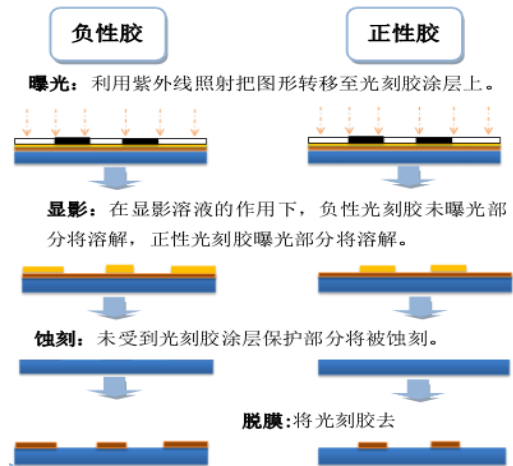 负性胶
正性胶
曝光：利用紫外线照射把图形转移至光刻胶涂层上。
显影：在显影溶液的作用下，负性光刻胶未曝光部
分将溶解，正性光刻胶曝光部分将溶解。
蚀刻：未受到光刻胶涂层保护部分将被蚀刻。
脱膜:将光刻胶去